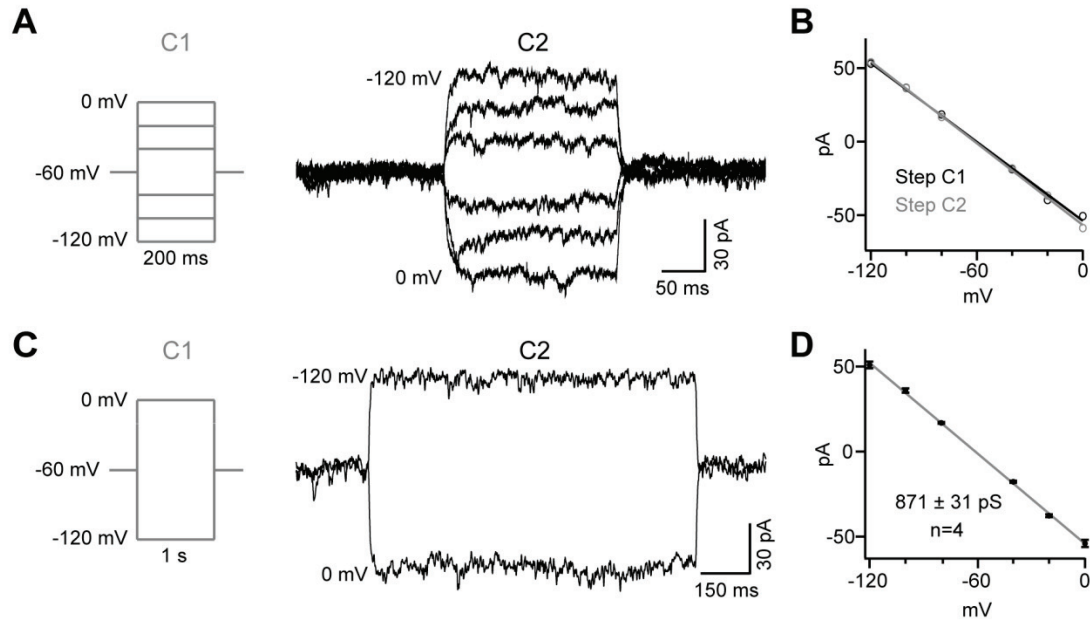 A
C1
0 mV
-60 mV
-120 mV
200 ms
C2
-120 mV
0 mV
30 pA
50 ms
B
50
0
-50
pA
Step C1
Step C2
-120
-60
0
mV
C
C1
0 mV
-60 mV
-120 mV
1 s
C2
-120 mV
0 mV
30 pA
150 ms
D
50
0
-50
pA
871 ± 31 pS
n=4
-120
-60
0
mV